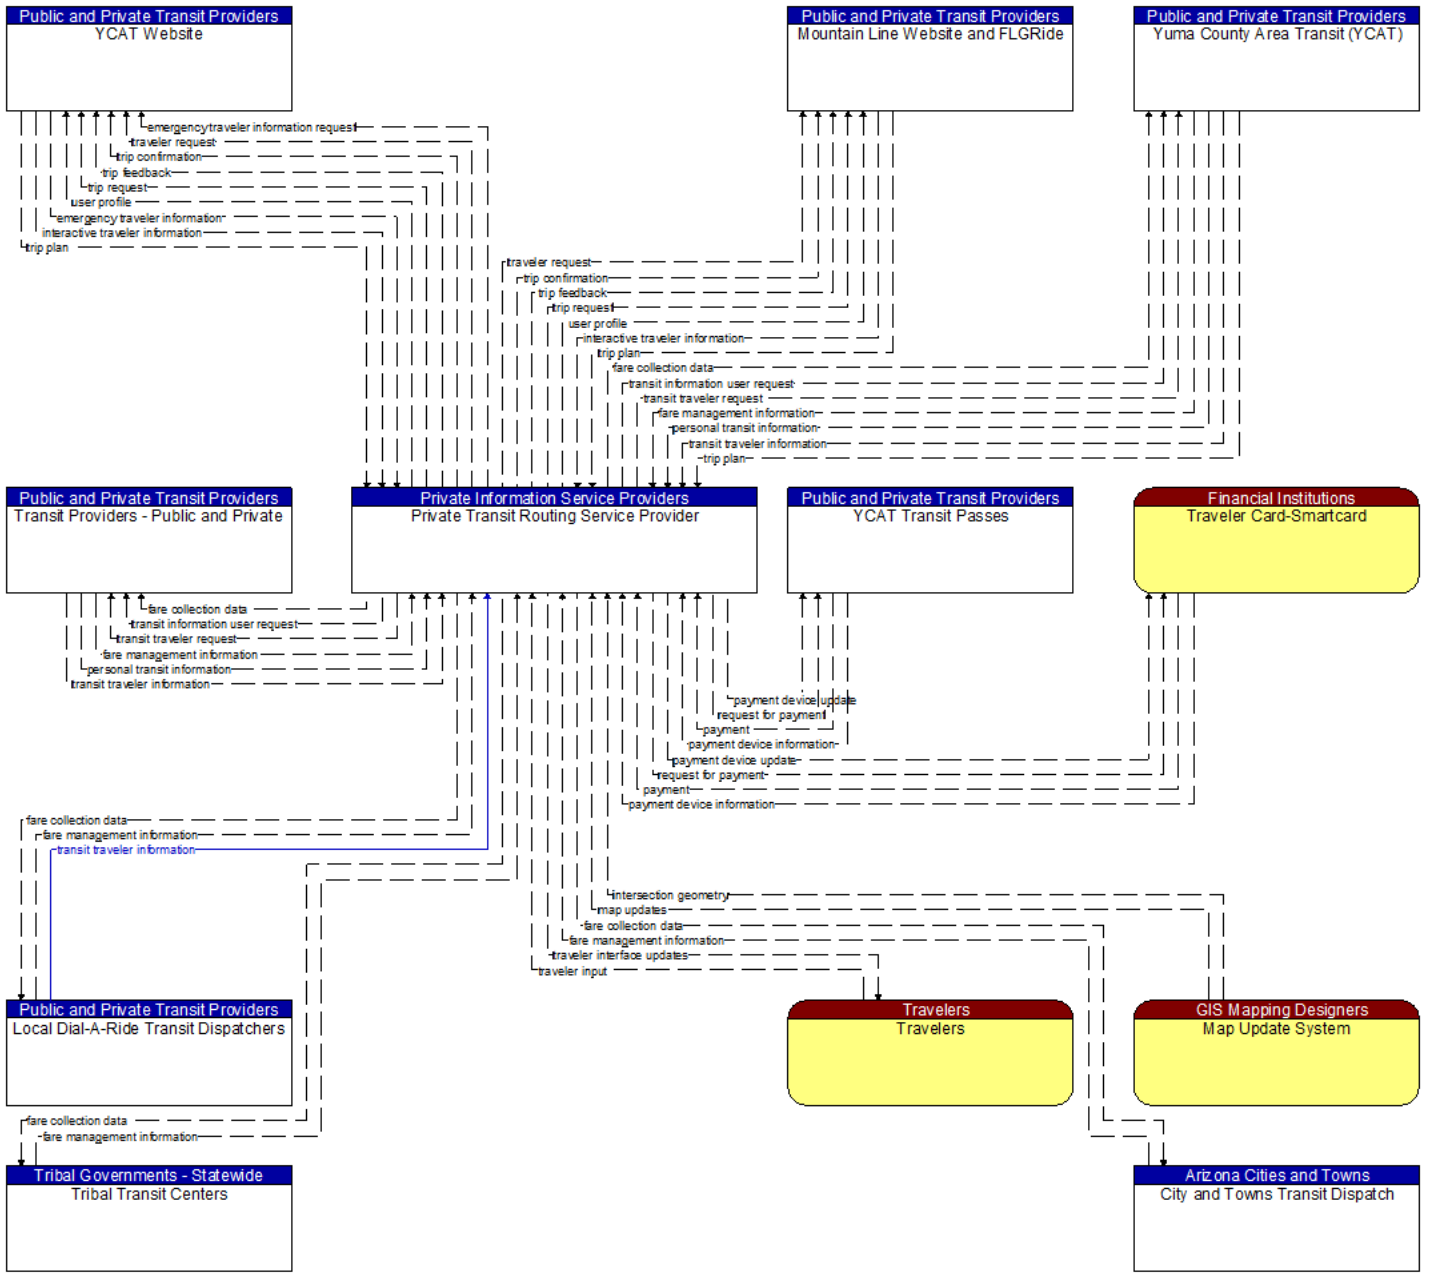 Public and Private Transit Providers
YCAT Website
Public and Private Transit Providers
Mountain Line Website and FLGRide
Public and Private Transit Providers
Yuma County Area Transit (YCAT)
emergency traveler information request
traveler request
trip confirmation
trip feedback
trip request
user profile
emergency traveler information
interactive traveler information
trip plan
traveler request
trip confirmation
trip feedback
trip request
user profile
interactive traveler information
trip plan
fare collection data
transit information user request
transit traveler request
fare management information
personal transit information
transit traveler information
trip plan
Public and Private Transit Providers
Transit Providers - Public and Private
Private Information Service Providers
Private Transit Routing Service Provider
Public and Private Transit Providers
YCAT Transit Passes
Financial Institutions
Traveler Card-Smartcard
fare collection data
transit information user request
transit traveler request
fare management information
personal transit information
transit traveler information
payment device update
request for payment
payment
payment device information
payment device update
request for payment
payment
payment device information
fare collection data
fare management information
transit traveler information
intersection geometry
map updates
fare collection data
fare management information
traveler interface updates
traveler input
Public and Private Transit Providers
Local Dial-A-Ride Transit Dispatchers
Travelers
Travelers
GIS Mapping Designers
Map Update System
fare collection data
fare management information
Tribal Governments - Statewide
Tribal Transit Centers
Arizona Cities and Towns
City and Towns Transit Dispatch